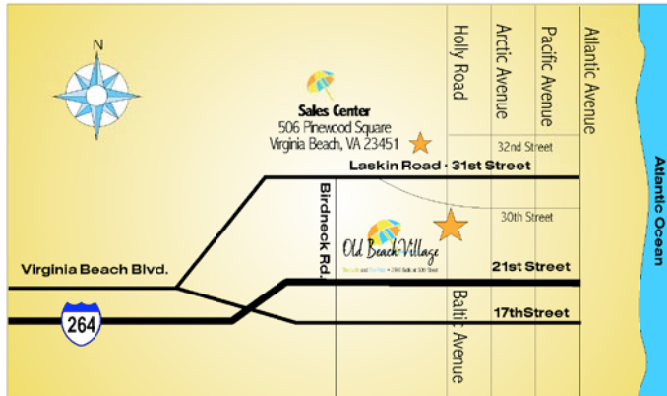 N
Holly Road
Arctic Avenue
Pacific Avenue
Atlantic Avenue
Sales Center
506 Pinewood Square
Virginia Beach, VA 23451
32nd Street
Laskin Road - 31st Street
Birdneck Rd.
30th Street
Old Beach Village
Atlantic Ocean
Virginia Beach Blvd.
21st Street
264
Baltic Avenue
17th Street